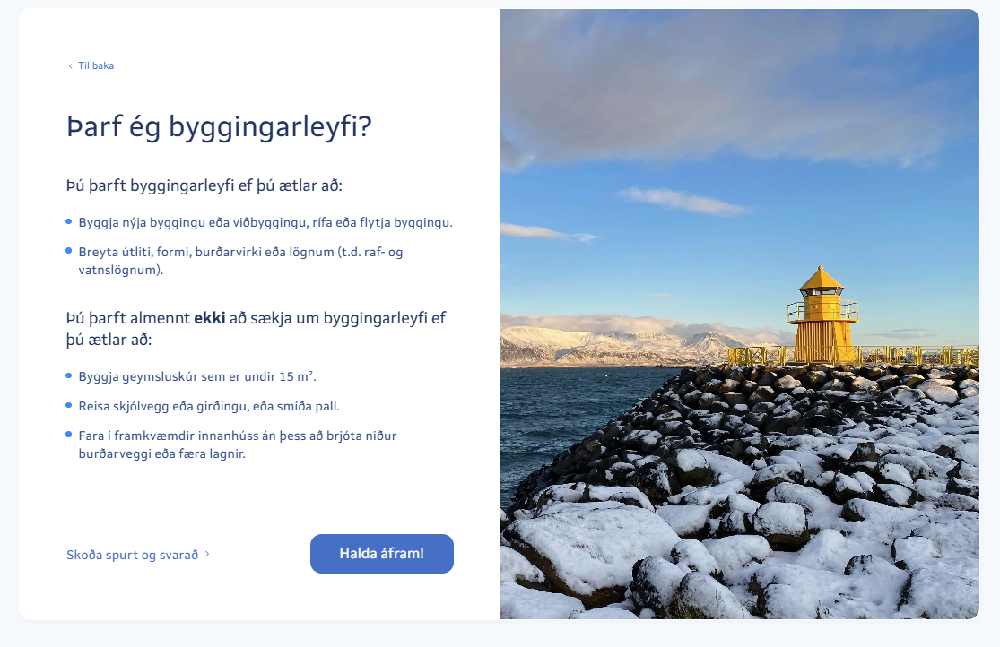 Til baka
Þarf ég byggingarleyfi?
Þú þarft byggingarleyfi ef þú ætlar að:
Byggja nýja byggingu eða viðbyggingu, rífa eða flytja byggingu.
Breyta útliti, formi, burðarvirki eða lögnum (t.d. raf- og
vatnslögnum).
Þú þarft almennt ekki að sækja um byggingarleyfi ef
þú ætlar að:
Byggja geymsluskúr sem er undir 15 m².
Reisa skjólvegg eða girðingu, eða smíða pall.
Fara í framkvæmdir innanhúss án þess að brjóta niður
burðarveggi eða færa lagnir.
Skoða spurt og svarað
Halda áfram!